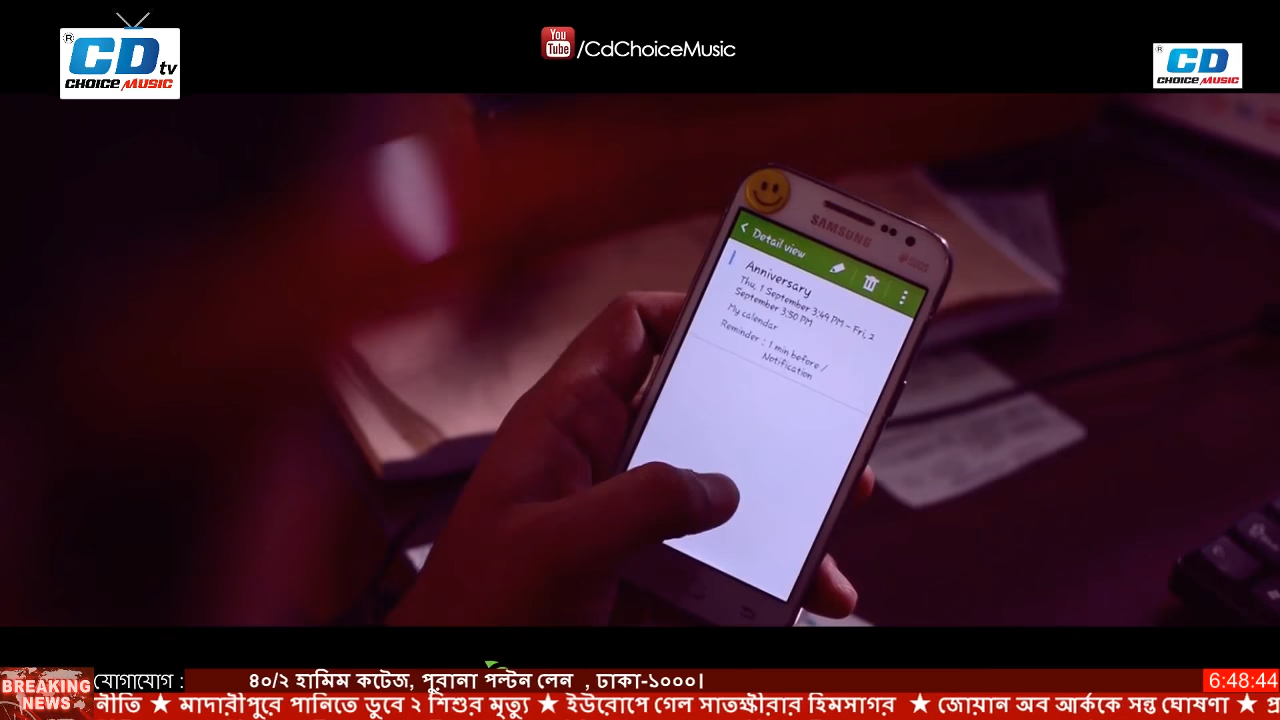 ® CD tv
CHOICE MUSIC
You Tube /CdChoiceMusic
® CD
CHOICE MUSIC
SAMSUNG
< Detail view
Anniversary
Thu, 1 September 3:49 PM – Fri, 2
September 3:50 PM
My calendar
Reminder : 1 min before /
Notification
যোগাযোগ : ৪০/২ হামিম কটেজ, পুরানা পল্টন লেন , ঢাকা-১০০০।
6:48:44
BREAKING
NEWS
নীতি ★ মাদারীপুরে পানিতে ডুবে ২ শিশুর মৃত্যু ★ ইউরোপে গেল সাতক্ষীরার হিমসাগর ★ জোয়ান অব আর্ককে সন্ত ঘোষণা ★